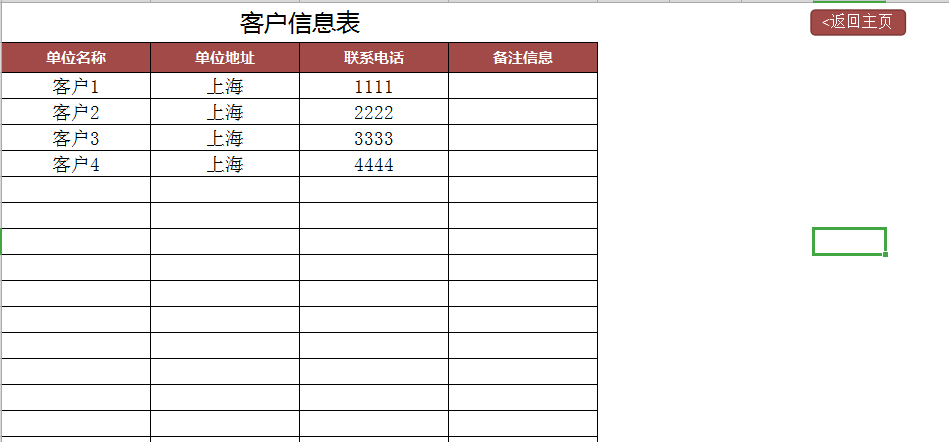 客户信息表
<返回主页
单位名称 单位地址 联系电话 备注信息
客户1 上海 1111
客户2 上海 2222
客户3 上海 3333
客户4 上海 4444